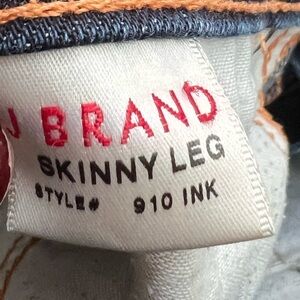 J BRAND
SKINNY LEG
STYLE# 910 INK